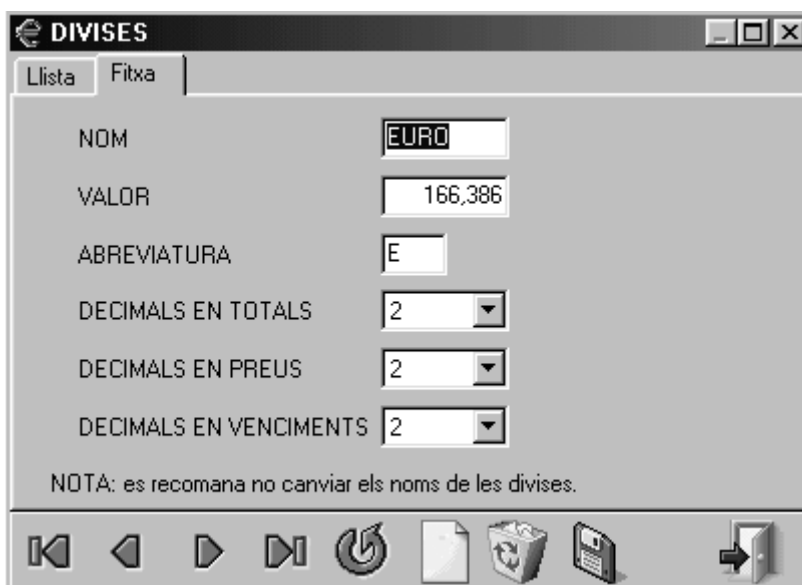 DIVISES
Llista Fitxa
NOM EURO
VALOR 166,386
ABREVIATURA E
DECIMALS EN TOTALS 2
DECIMALS EN PREUS 2
DECIMALS EN VENCIMENTS 2
NOTA: es recomana no canviar els noms de les divises.